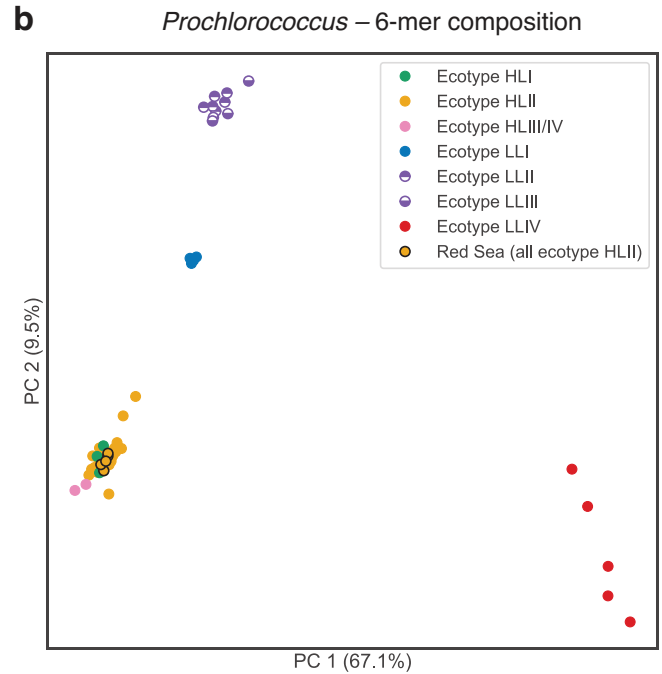 b
Prochlorococcus – 6-mer composition
Ecotype HLI
Ecotype HLII
Ecotype HLIII/IV
Ecotype LLI
Ecotype LLII
Ecotype LLIII
Ecotype LLIV
Red Sea (all ecotype HLII)
PC 2 (9.5%)
PC 1 (67.1%)